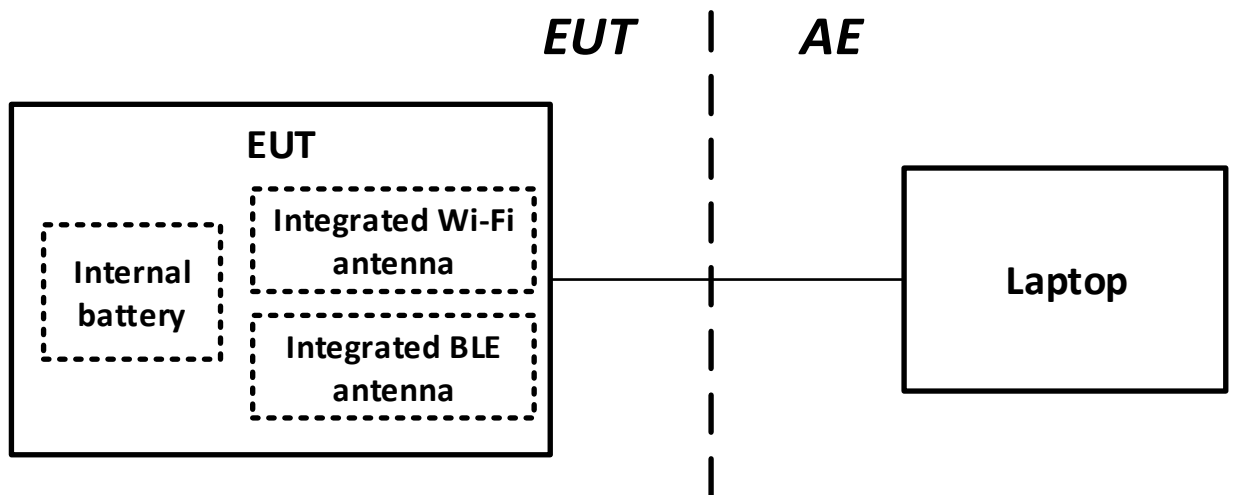 EUT
AE
EUT
Integrated Wi-Fi
antenna
Internal
battery
Integrated BLE
antenna
Laptop